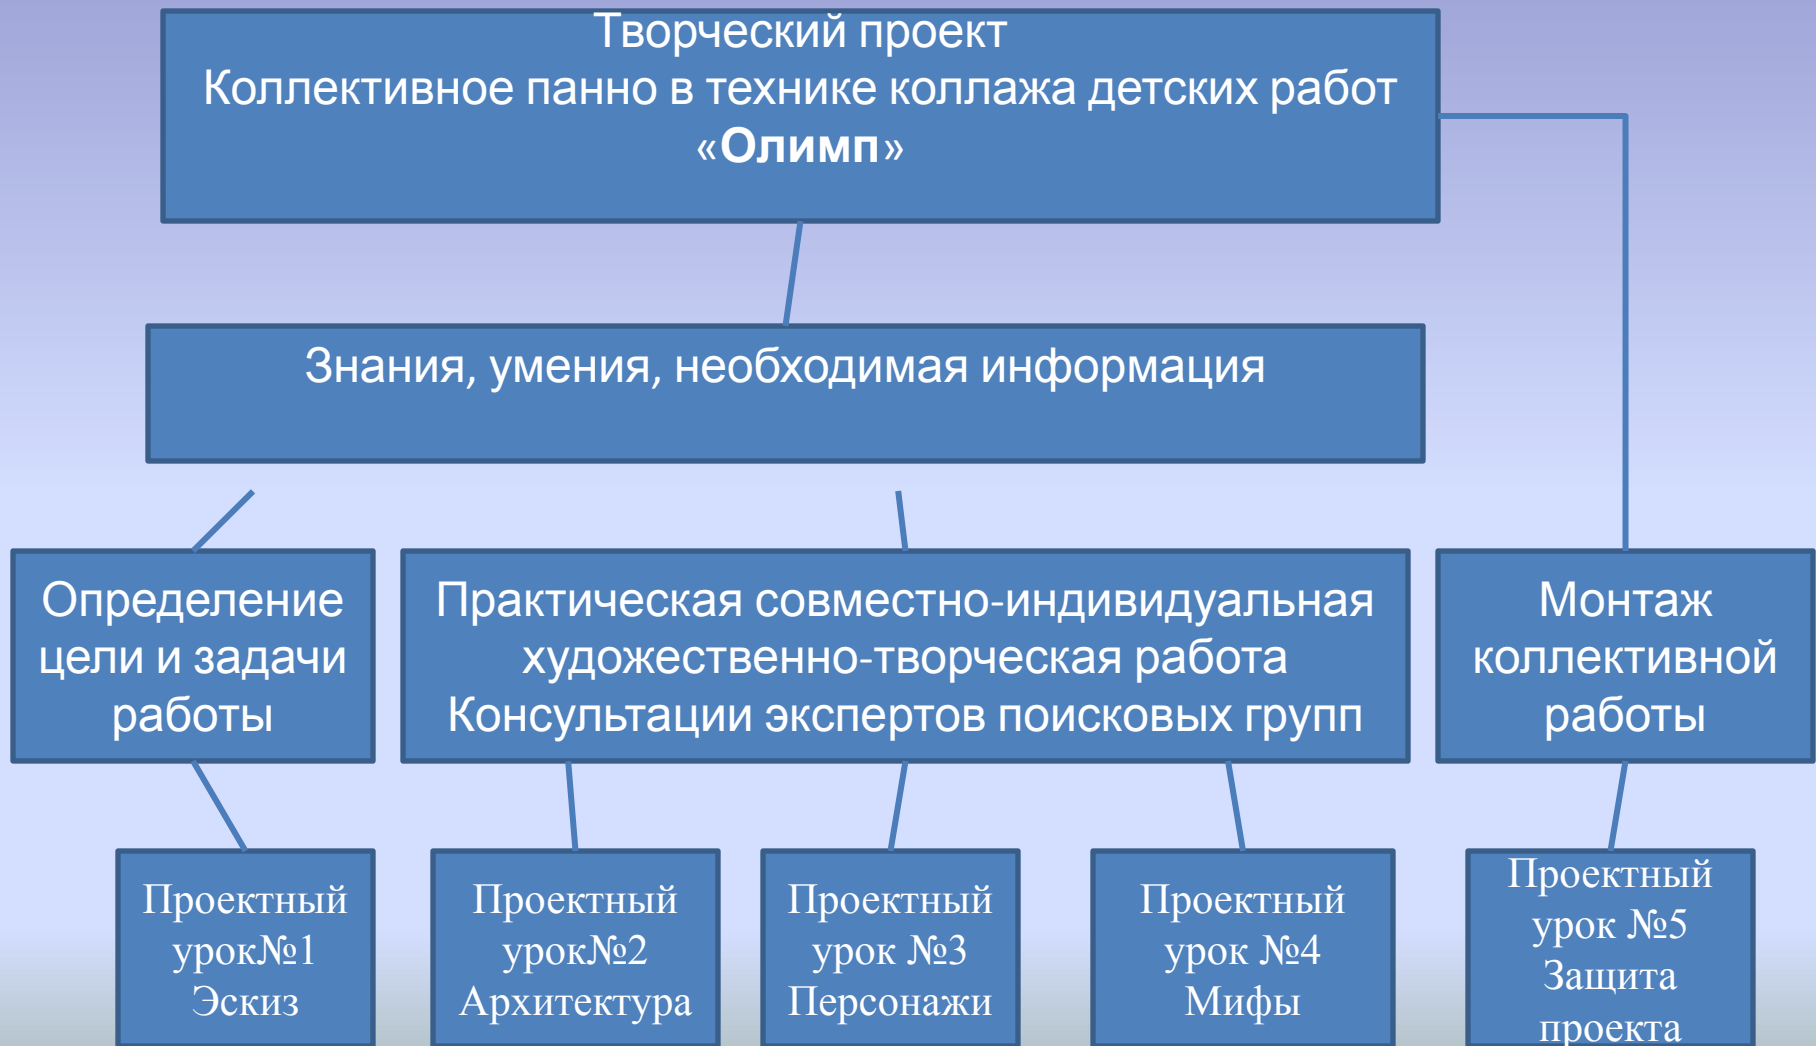 Творческий проект
Коллективное панно в технике коллажа детских работ
«Олимп»
Знания, умения, необходимая информация
Определение
цели и задачи
работы
Практическая совместно-индивидуальная
художественно-творческая работа
Консультации экспертов поисковых групп
Монтаж
коллективной
работы
Проектный
урок№1
Эскиз
Проектный
урок№2
Архитектура
Проектный
урок №3
Персонажи
Проектный
урок №4
Мифы
Проектный
урок №5
Защита
проекта